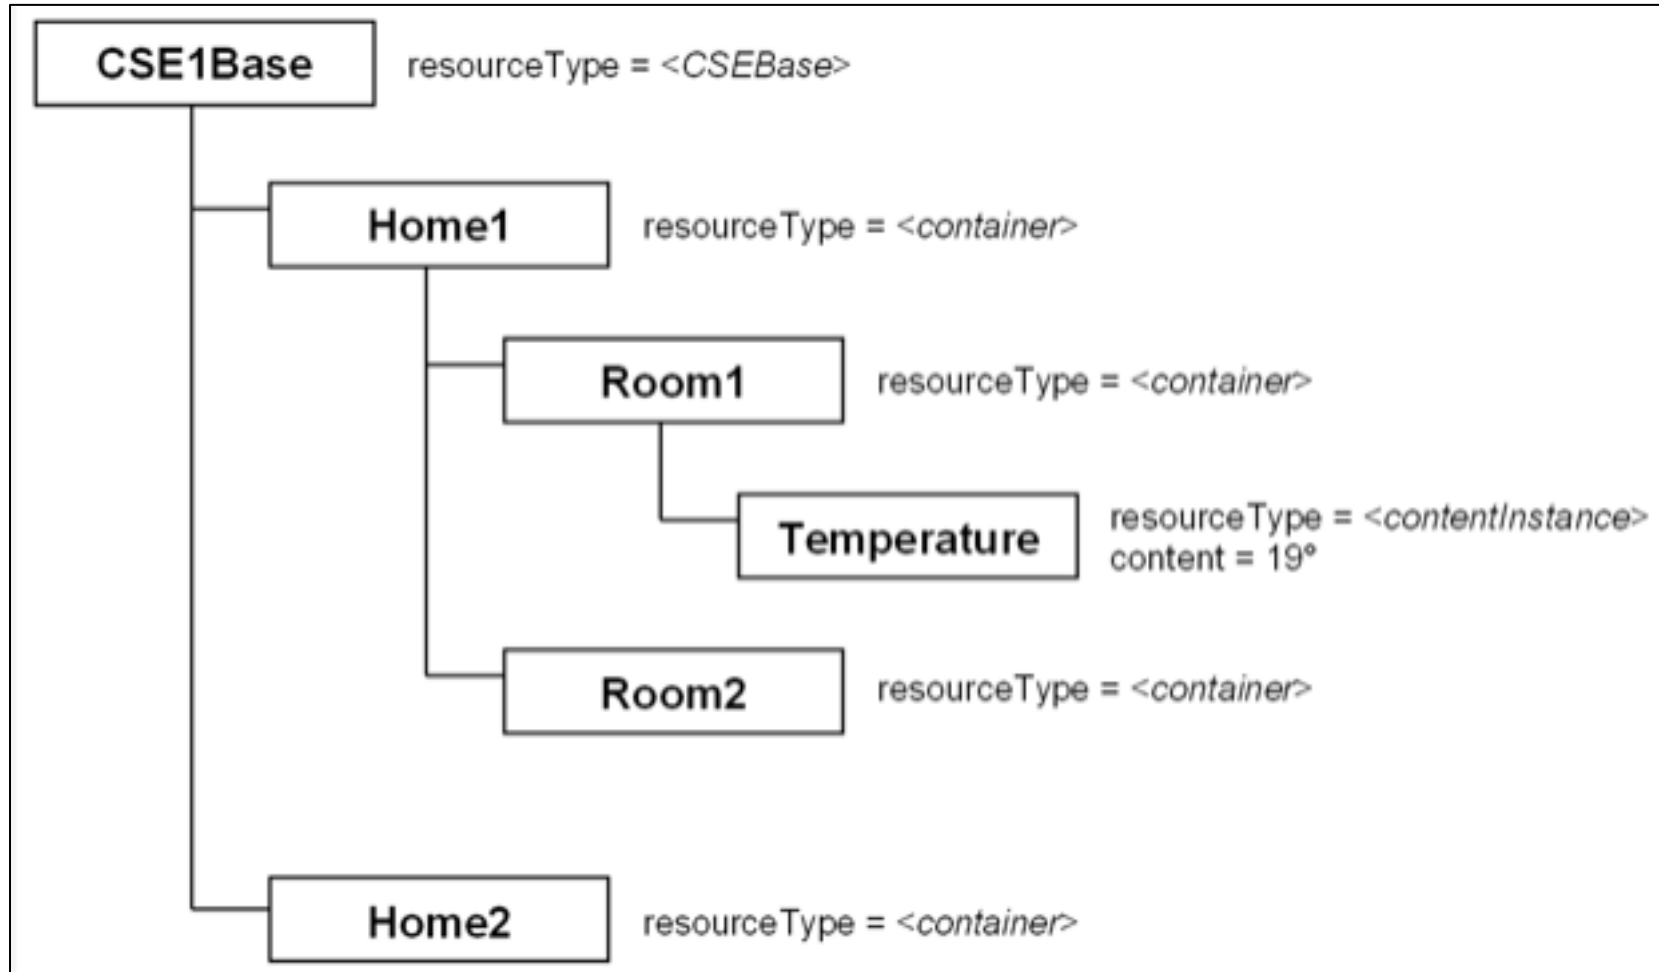 CSE1Base resourceType = <CSEBase>
Home1 resourceType = <container>
Room1 resourceType = <container>
Temperature resourceType = <contentInstance>
content = 19°
Room2 resourceType = <container>
Home2 resourceType = <container>